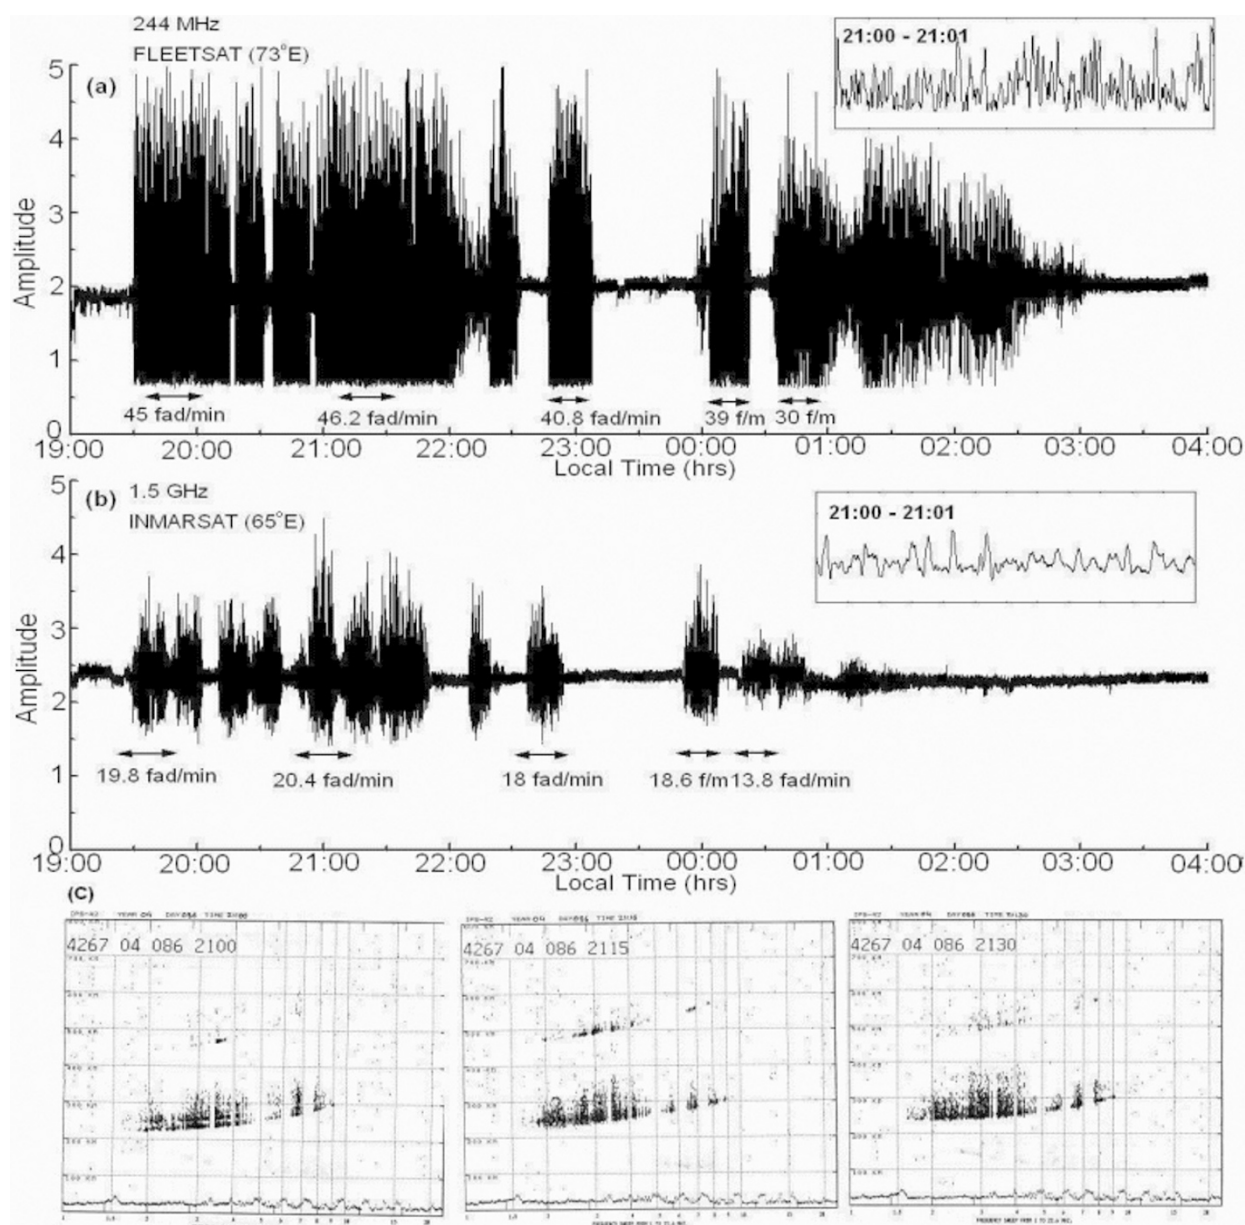 244 MHz
FLEETSAT (73°E)
(a)
21:00 - 21:01
5
4
3
2
1
0
Amplitude
45 fad/min
46.2 fad/min
40.8 fad/min
39 f/m
30 f/m
19:00 20:00 21:00 22:00 23:00 00:00 01:00 02:00 03:00 04:00
Local Time (hrs)
(b)
1.5 GHz
INMARSAT (65°E)
21:00 - 21:01
5
4
3
2
1
0
Amplitude
19.8 fad/min
20.4 fad/min
18 fad/min
18.6 f/m
13.8 fad/min
19:00 20:00 21:00 22:00 23:00 00:00 01:00 02:00 03:00 04:00
Local Time (hrs)
(C)
4267 04 086 2100
4267 04 086 2115
4267 04 086 2130